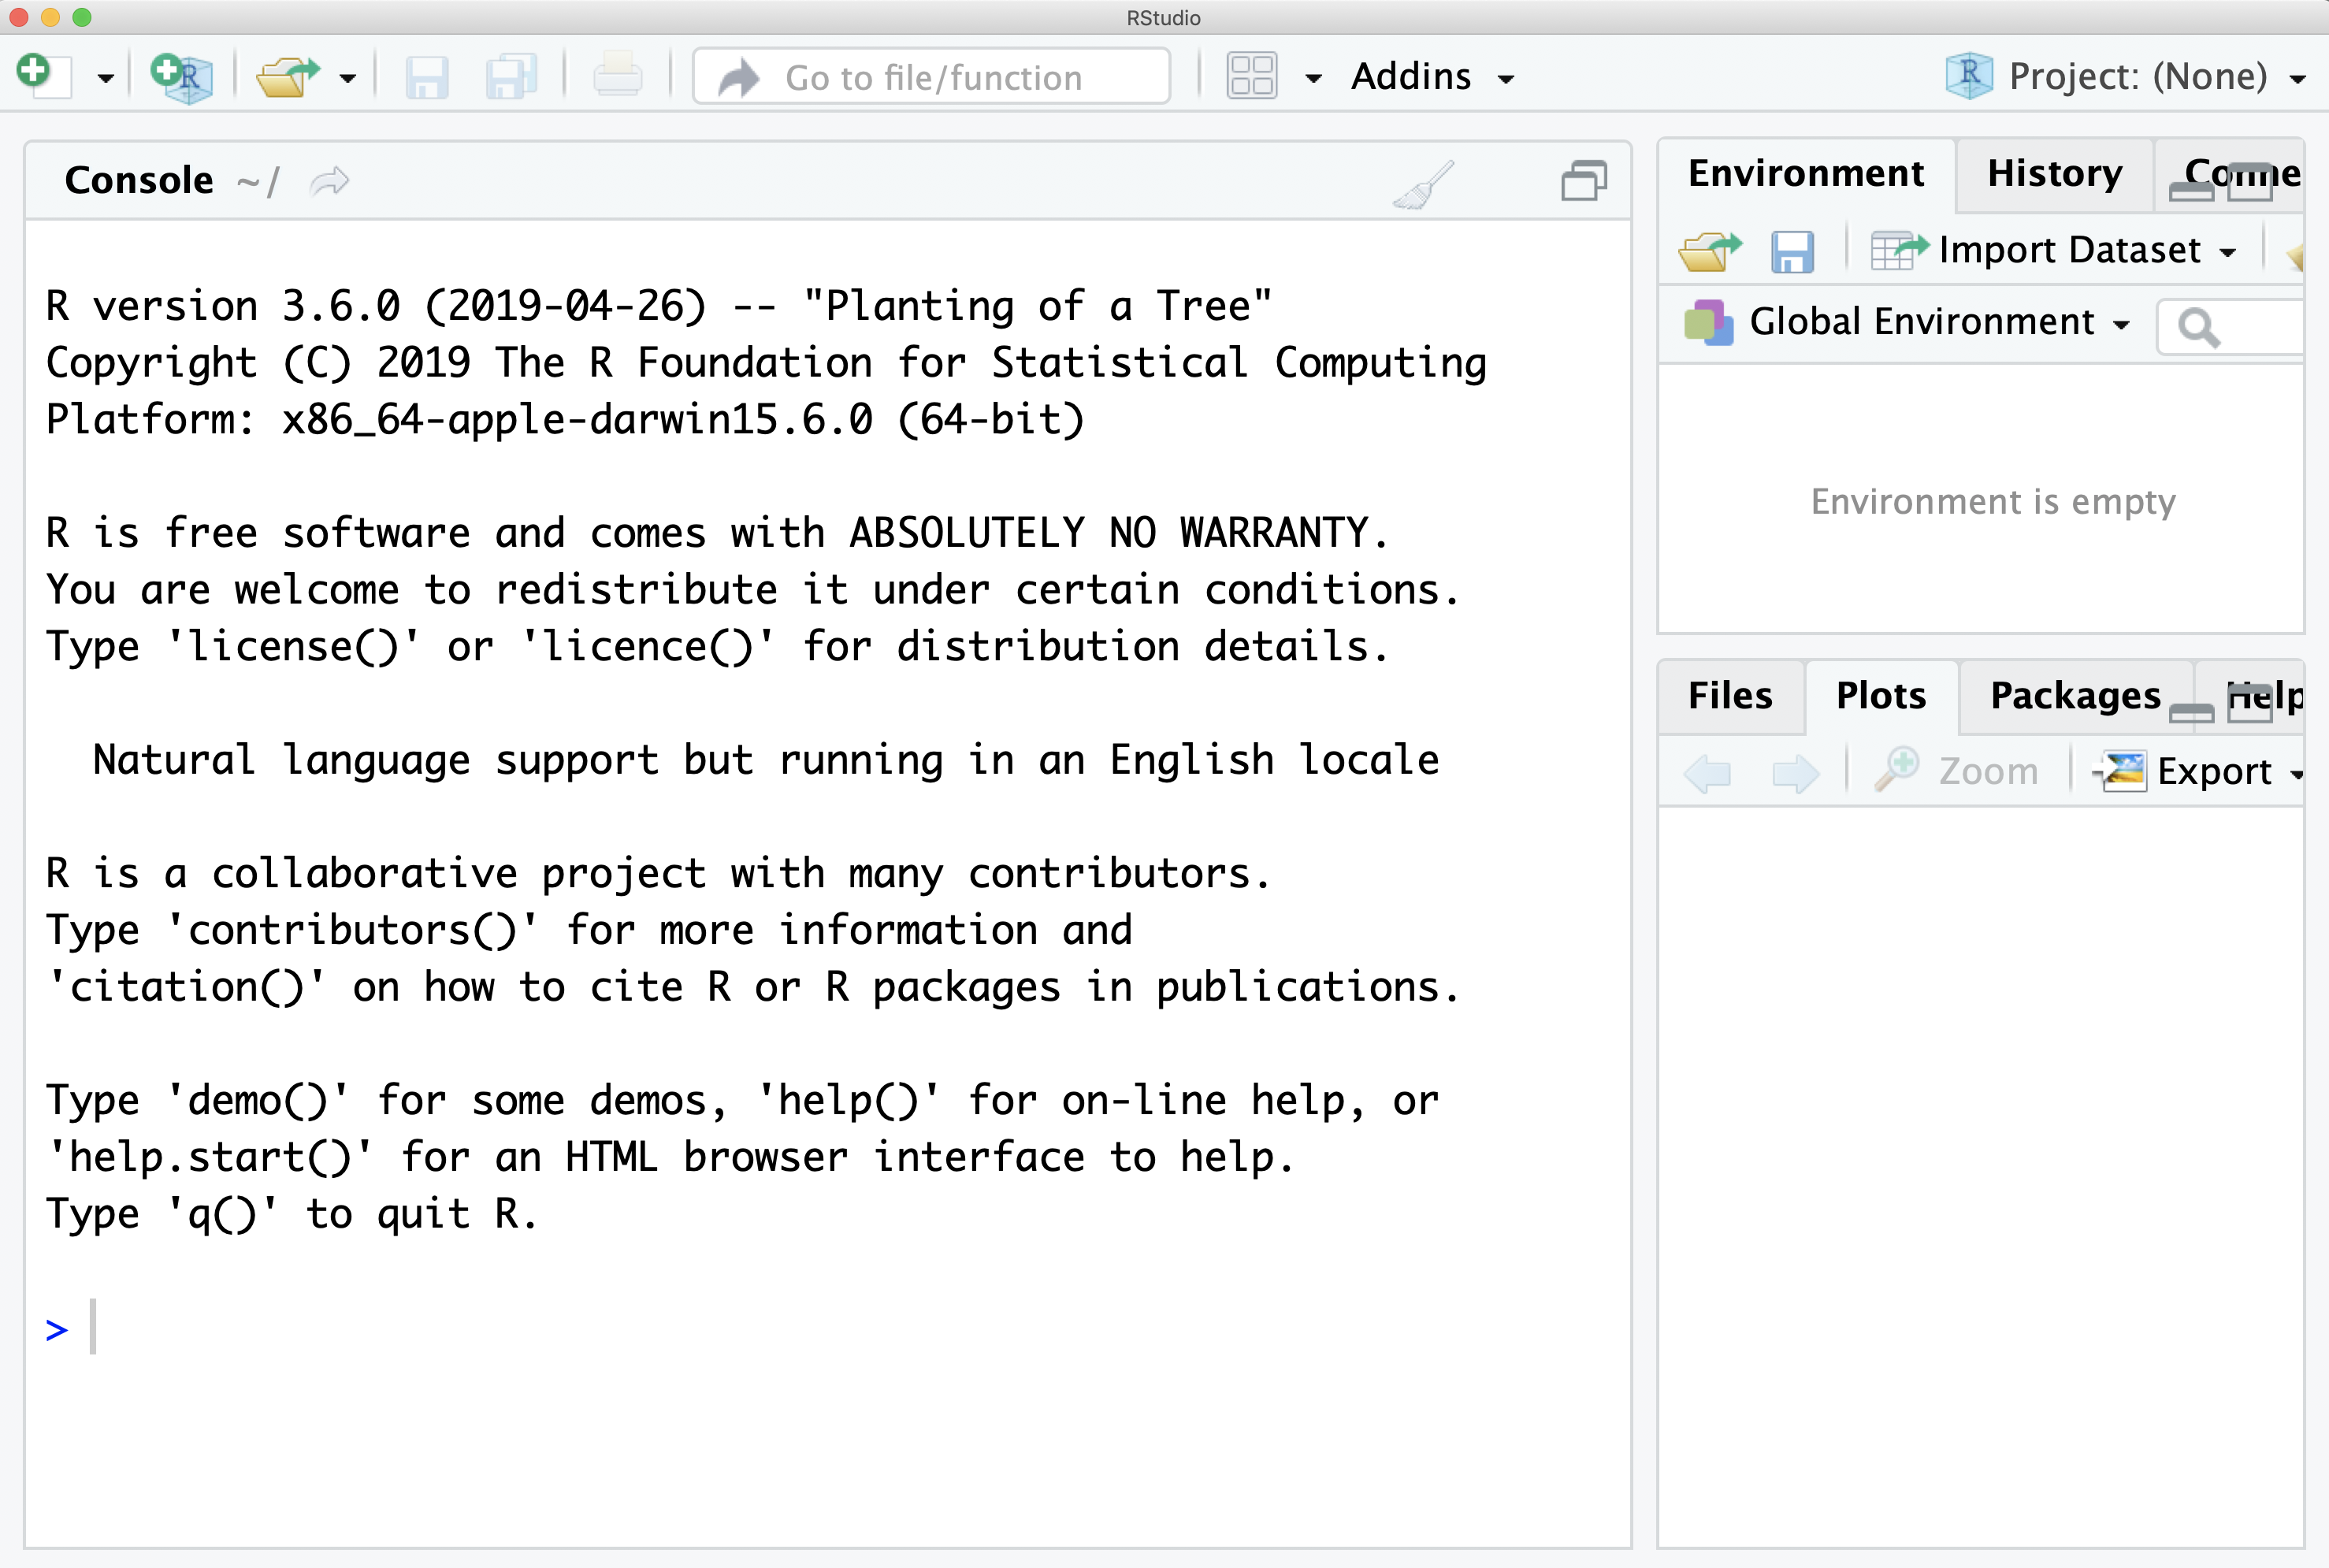 RStudio
Go to file/function
Addins
Project: (None)
Console ~/
R version 3.6.0 (2019-04-26) -- "Planting of a Tree"
Copyright (C) 2019 The R Foundation for Statistical Computing
Platform: x86_64-apple-darwin15.6.0 (64-bit)
R is free software and comes with ABSOLUTELY NO WARRANTY.
You are welcome to redistribute it under certain conditions.
Type 'license()' or 'licence()' for distribution details.
Natural language support but running in an English locale
R is a collaborative project with many contributors.
Type 'contributors()' for more information and
'citation()' on how to cite R or R packages in publications.
Type 'demo()' for some demos, 'help()' for on-line help, or
'help.start()' for an HTML browser interface to help.
Type 'q()' to quit R.
>
Environment History Conne
Import Dataset
Global Environment
Environment is empty
Files Plots Packages Help
Zoom Export